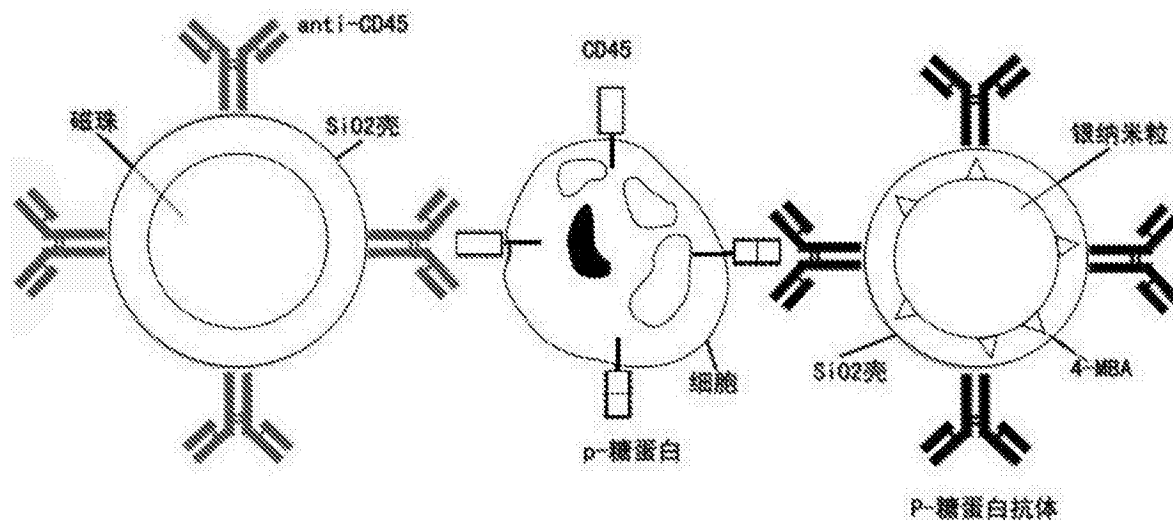 anti-CD45
磁珠
SiO2壳
CD45
细胞
p-糖蛋白
银纳米粒
SiO2壳
4-MBA
P-糖蛋白抗体